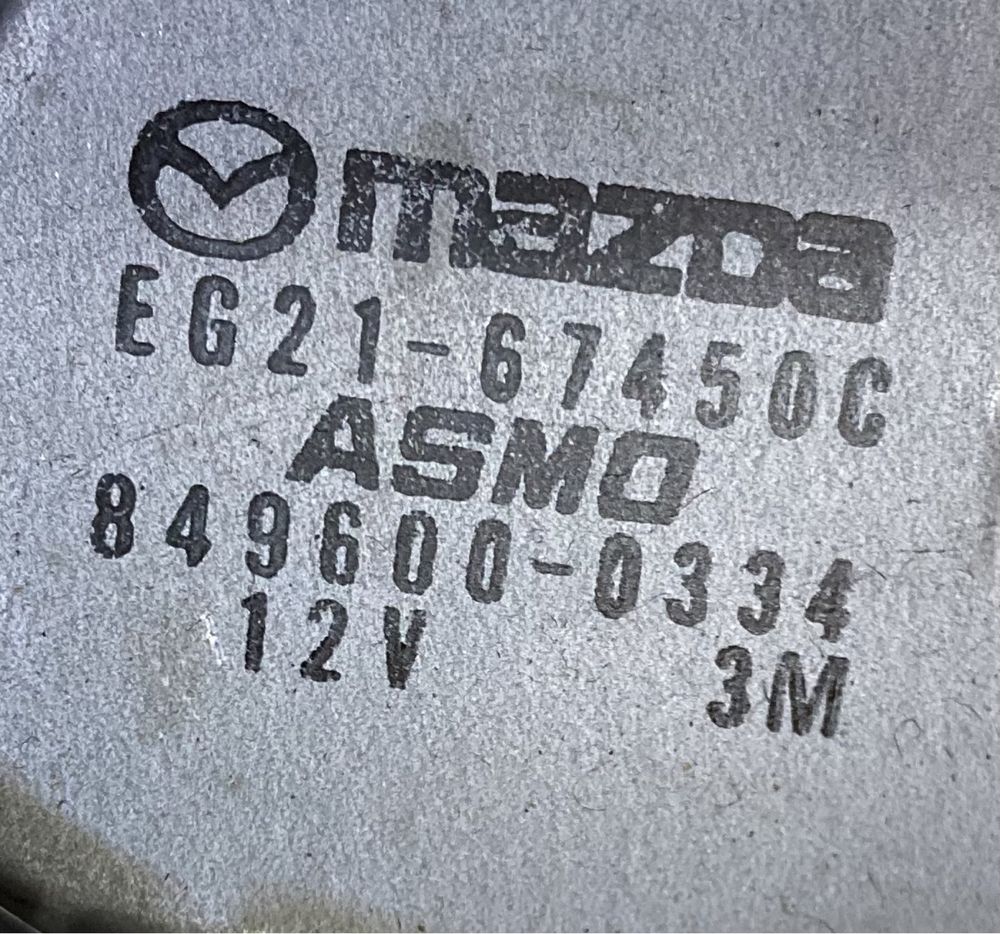 mazda
EG21-67450C
ASMO
849600-0334
12V 3M